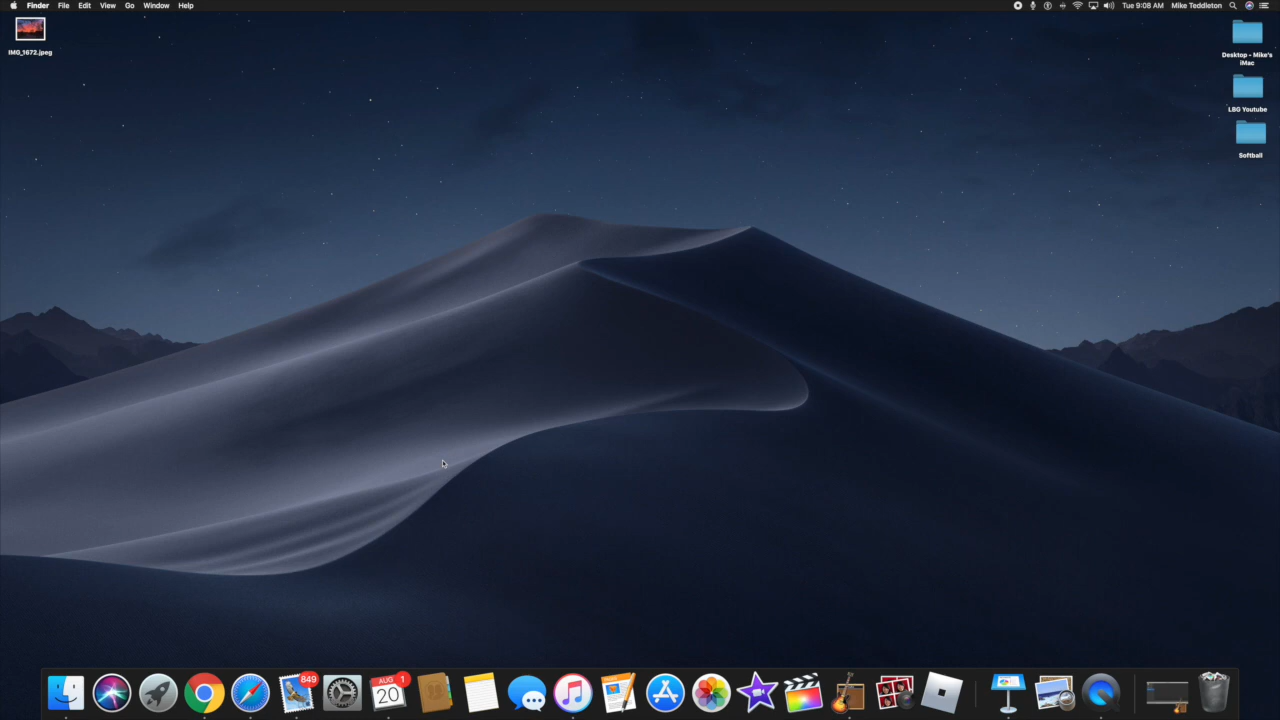 Finder File Edit View Go Window Help
Tue 9:08 AM Mike Teddleton
IMG_1672.jpeg
Desktop - Mike's
iMac
LBG Youtube
Softball
849
AUG
20
1